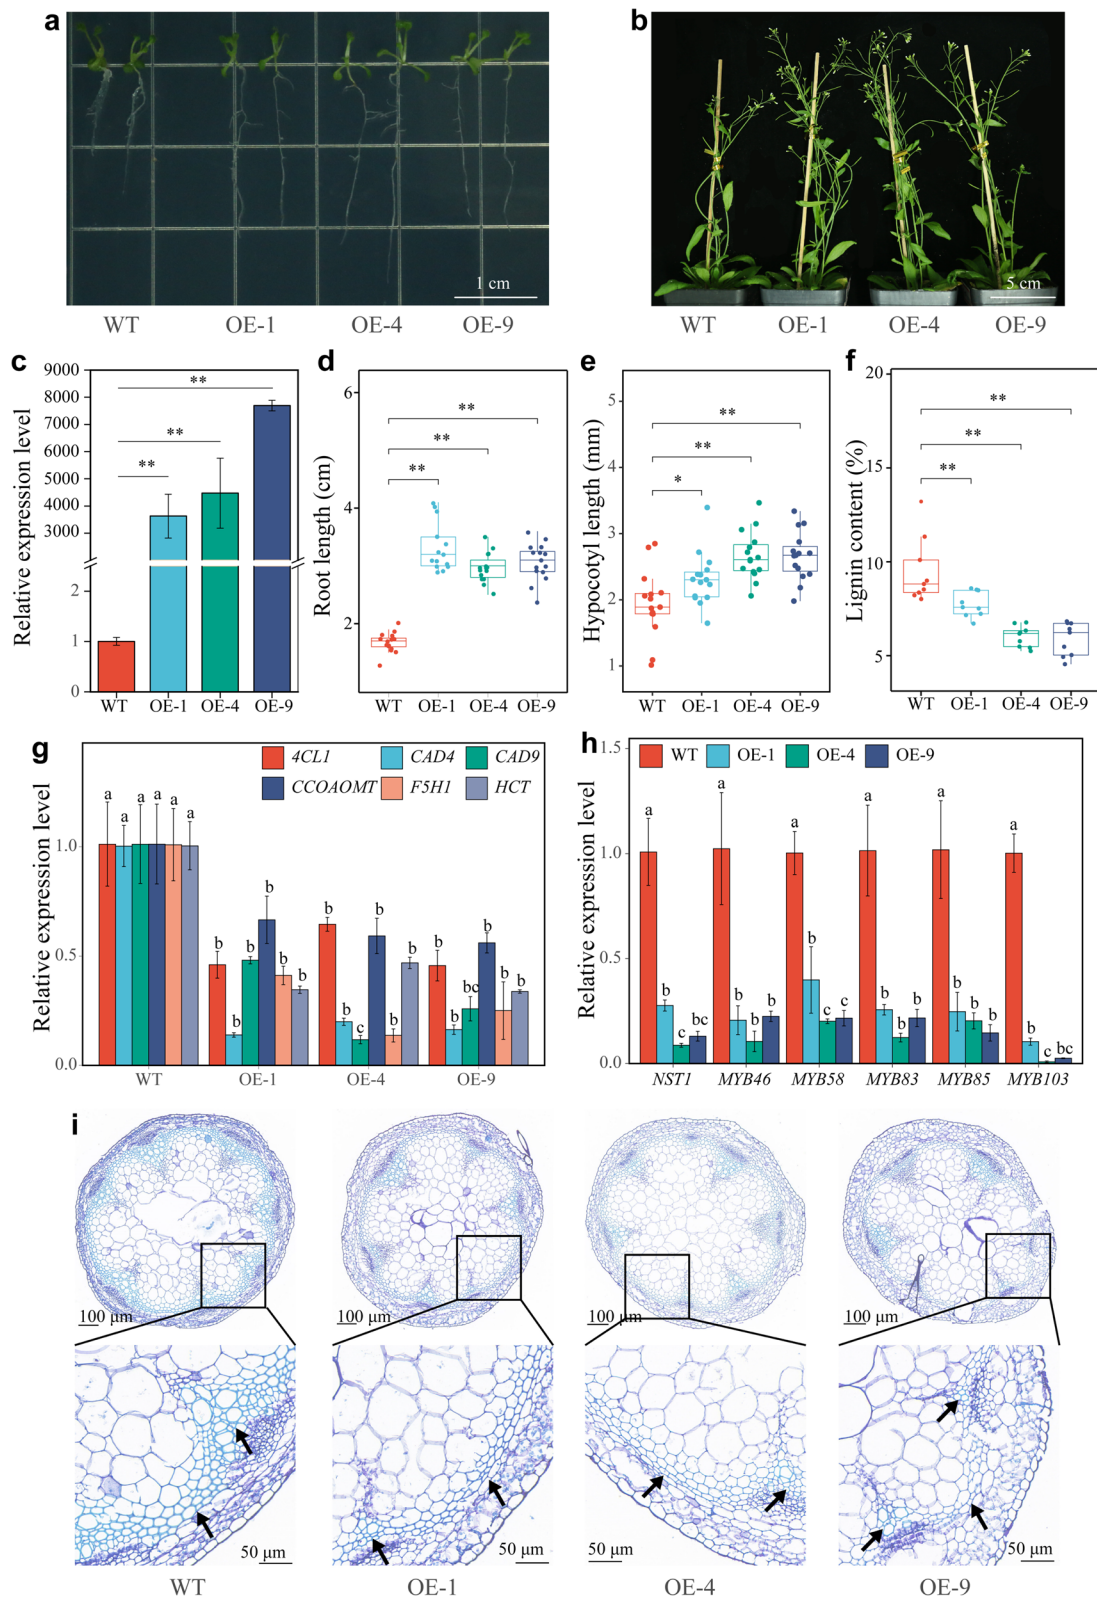 a
1 cm
WT OE-1 OE-4 OE-9
b
5 cm
WT OE-1 OE-4 OE-9
c
Relative expression level
9000
8000
7000
6000
5000
4000
3000
2
1
0
**
**
**
WT OE-1 OE-4 OE-9
d
Root length (cm)
6
4
2
**
**
**
WT OE-1 OE-4 OE-9
e
Hypocotyl length (mm)
5
4
3
2
1
**
**
*
WT OE-1 OE-4 OE-9
f
Lignin content (%)
20
15
10
5
**
**
**
WT OE-1 OE-4 OE-9
g
Relative expression level
1.0
0.5
0.0
4CL1 CAD4 CAD9
CCOAOMT F5H1 HCT
a a a a a a
b b b b b b
b b c b b b
b b bc b b b
WT OE-1 OE-4 OE-9
h
Relative expression level
1.5
1.0
0.5
0.0
WT OE-1 OE-4 OE-9
a b c bc
a b b b
a b c c
a b b b
a b b b
a b c bc
NST1 MYB46 MYB58 MYB83 MYB85 MYB103
i
100 μm 100 μm 100 μm 100 μm
50 μm 50 μm 50 μm 50 μm
WT OE-1 OE-4 OE-9